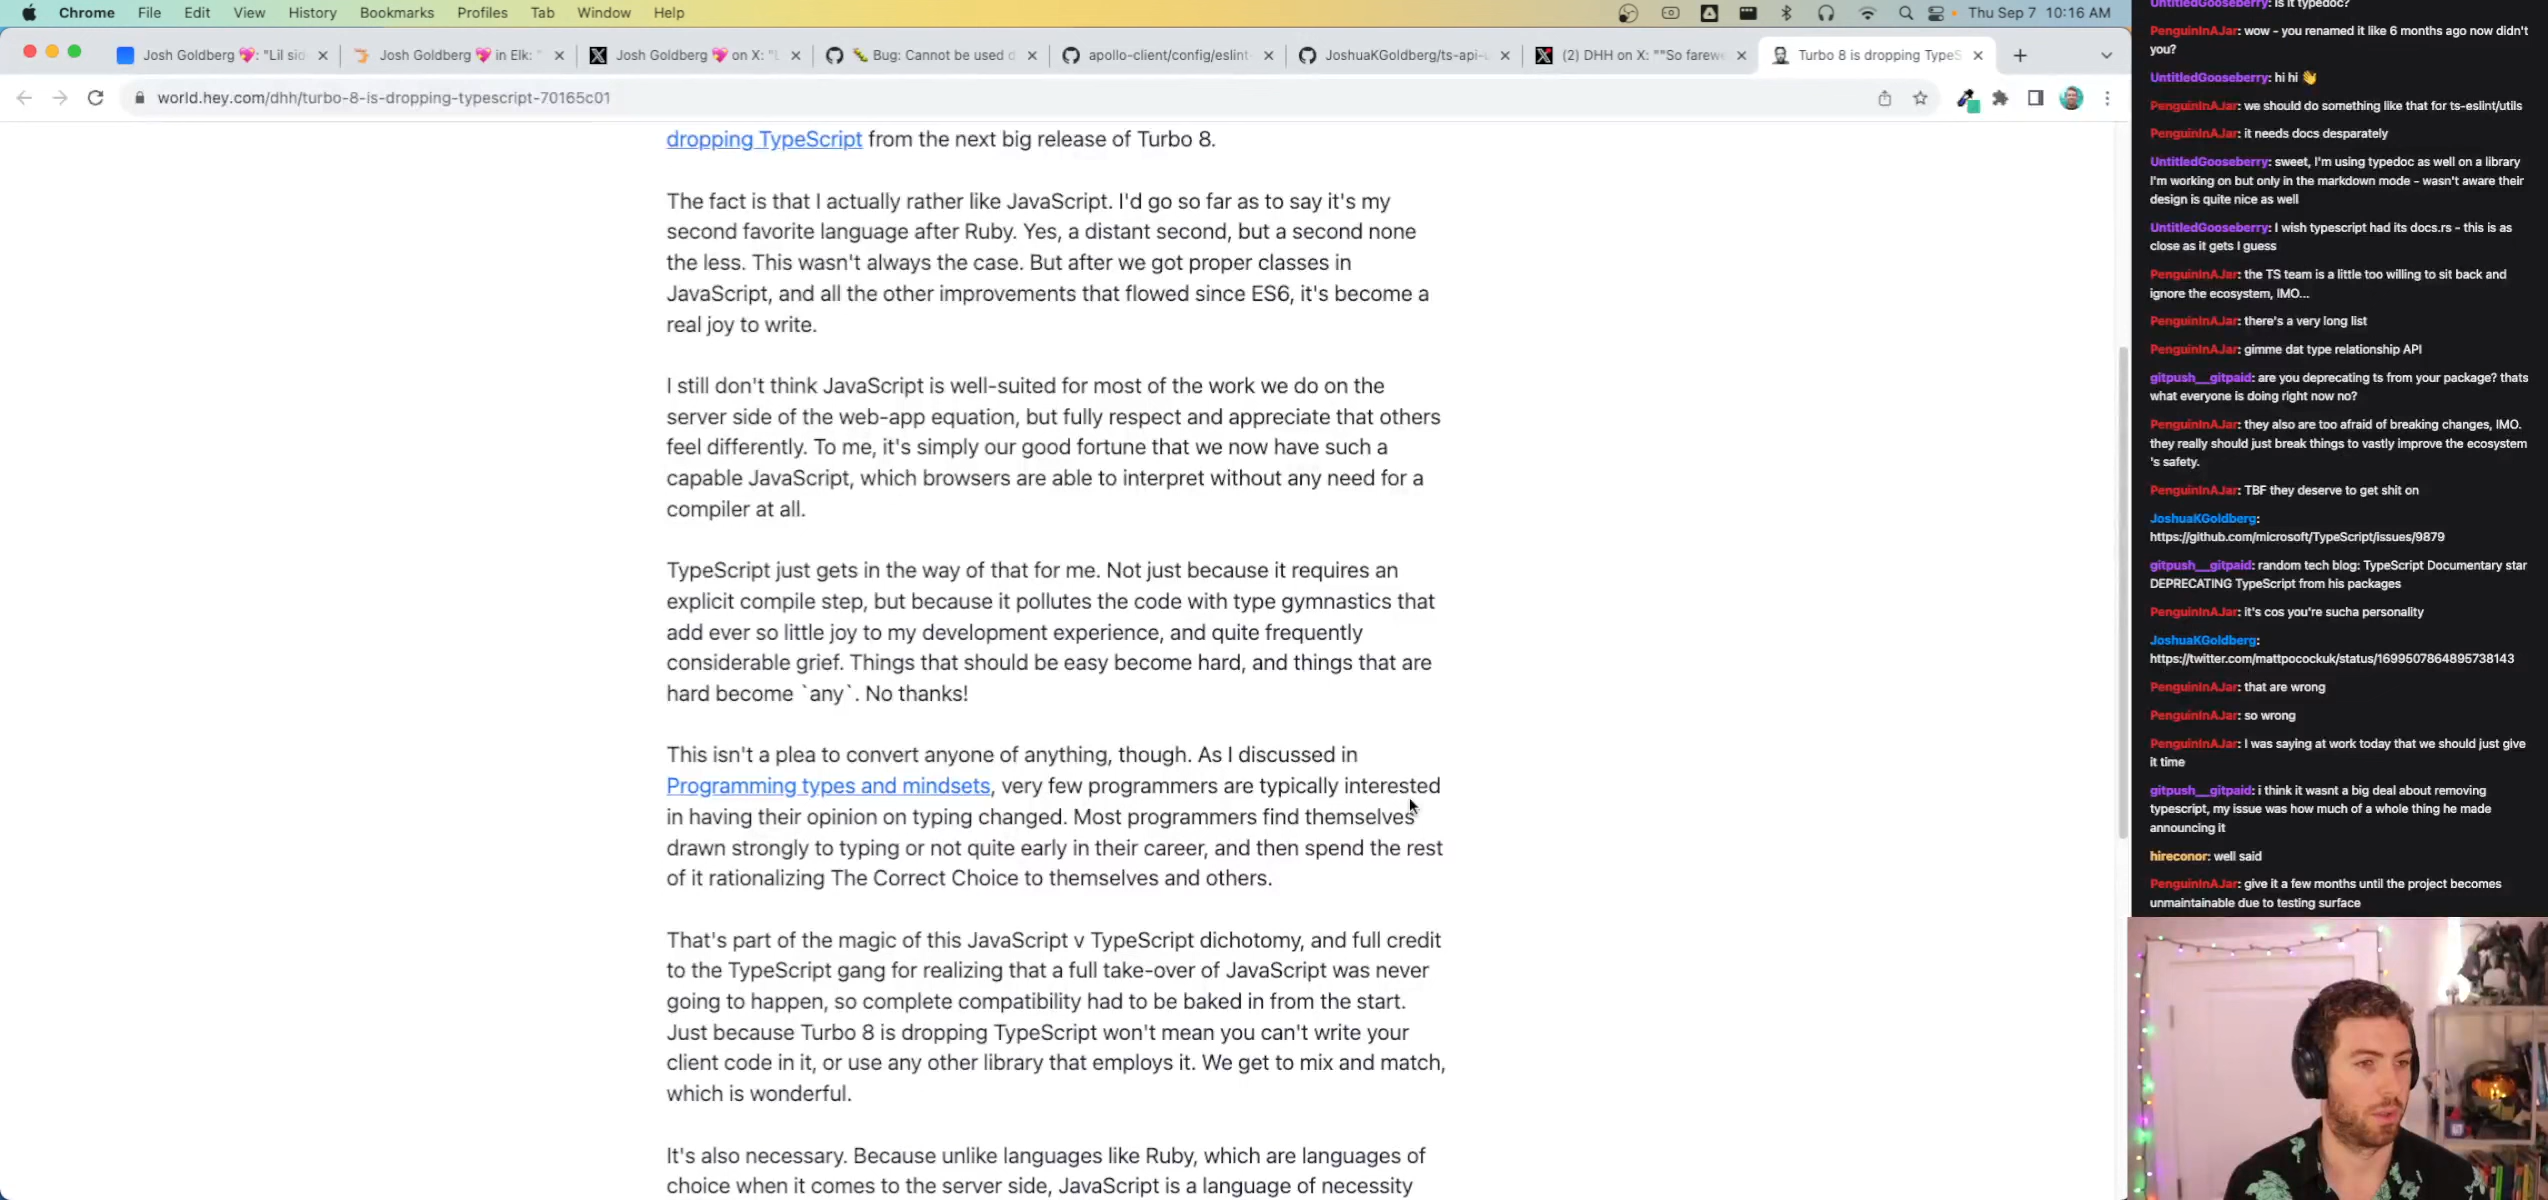 Chrome File Edit View History Bookmarks Profiles Tab Window Help Thu Sep 7 10:16 AM
Josh Goldberg 💖: "Lil sid
Josh Goldberg 💖 in Elk: "
Josh Goldberg 💖 on X: "L
🐛 Bug: Cannot be used d
apollo-client/config/eslint-
JoshuaKGoldberg/ts-api-u
(2) DHH on X: ""So farewe
Turbo 8 is dropping TypeS
world.hey.com/dhh/turbo-8-is-dropping-typescript-70165c01
dropping TypeScript from the next big release of Turbo 8.
The fact is that I actually rather like JavaScript. I'd go so far as to say it's my
second favorite language after Ruby. Yes, a distant second, but a second none
the less. This wasn't always the case. But after we got proper classes in
JavaScript, and all the other improvements that flowed since ES6, it's become a
real joy to write.
I still don't think JavaScript is well-suited for most of the work we do on the
server side of the web-app equation, but fully respect and appreciate that others
feel differently. To me, it's simply our good fortune that we now have such a
capable JavaScript, which browsers are able to interpret without any need for a
compiler at all.
TypeScript just gets in the way of that for me. Not just because it requires an
explicit compile step, but because it pollutes the code with type gymnastics that
add ever so little joy to my development experience, and quite frequently
considerable grief. Things that should be easy become hard, and things that are
hard become `any`. No thanks!
This isn't a plea to convert anyone of anything, though. As I discussed in
Programming types and mindsets, very few programmers are typically interested
in having their opinion on typing changed. Most programmers find themselves
drawn strongly to typing or not quite early in their career, and then spend the rest
of it rationalizing The Correct Choice to themselves and others.
That's part of the magic of this JavaScript v TypeScript dichotomy, and full credit
to the TypeScript gang for realizing that a full take-over of JavaScript was never
going to happen, so complete compatibility had to be baked in from the start.
Just because Turbo 8 is dropping TypeScript won't mean you can't write your
client code in it, or use any other library that employs it. We get to mix and match,
which is wonderful.
It's also necessary. Because unlike languages like Ruby, which are languages of
choice when it comes to the server side, JavaScript is a language of necessity
UntitledGooseberry: is it typedoc?
PenguinInAJar: wow - you renamed it like 6 months ago now didn't
you?
UntitledGooseberry: hi hi 👋
PenguinInAJar: we should do something like that for ts-eslint/utils
PenguinInAJar: it needs docs desparately
UntitledGooseberry: sweet, I'm using typedoc as well on a library
I'm working on but only in the markdown mode - wasn't aware their
design is quite nice as well
UntitledGooseberry: I wish typescript had its docs.rs - this is as
close as it gets I guess
PenguinInAJar: the TS team is a little too willing to sit back and
ignore the ecosystem, IMO...
PenguinInAJar: there's a very long list
PenguinInAJar: gimme dat type relationship API
gitpush__gitpaid: are you deprecating ts from your package? thats
what everyone is doing right now no?
PenguinInAJar: they also are too afraid of breaking changes, IMO.
they really should just break things to vastly improve the ecosystem
's safety.
PenguinInAJar: TBF they deserve to get shit on
JoshuaKGoldberg:
https://github.com/microsoft/TypeScript/issues/9879
gitpush__gitpaid: random tech blog: TypeScript Documentary star
DEPRECATING TypeScript from his packages
PenguinInAJar: it's cos you're sucha personality
JoshuaKGoldberg:
https://twitter.com/mattpocockuk/status/1699507864895738143
PenguinInAJar: that are wrong
PenguinInAJar: so wrong
PenguinInAJar: I was saying at work today that we should just give
it time
gitpush__gitpaid: i think it wasnt a big deal about removing
typescript, my issue was how much of a whole thing he made
announcing it
hireconor: well said
PenguinInAJar: give it a few months until the project becomes
unmaintainable due to testing surface